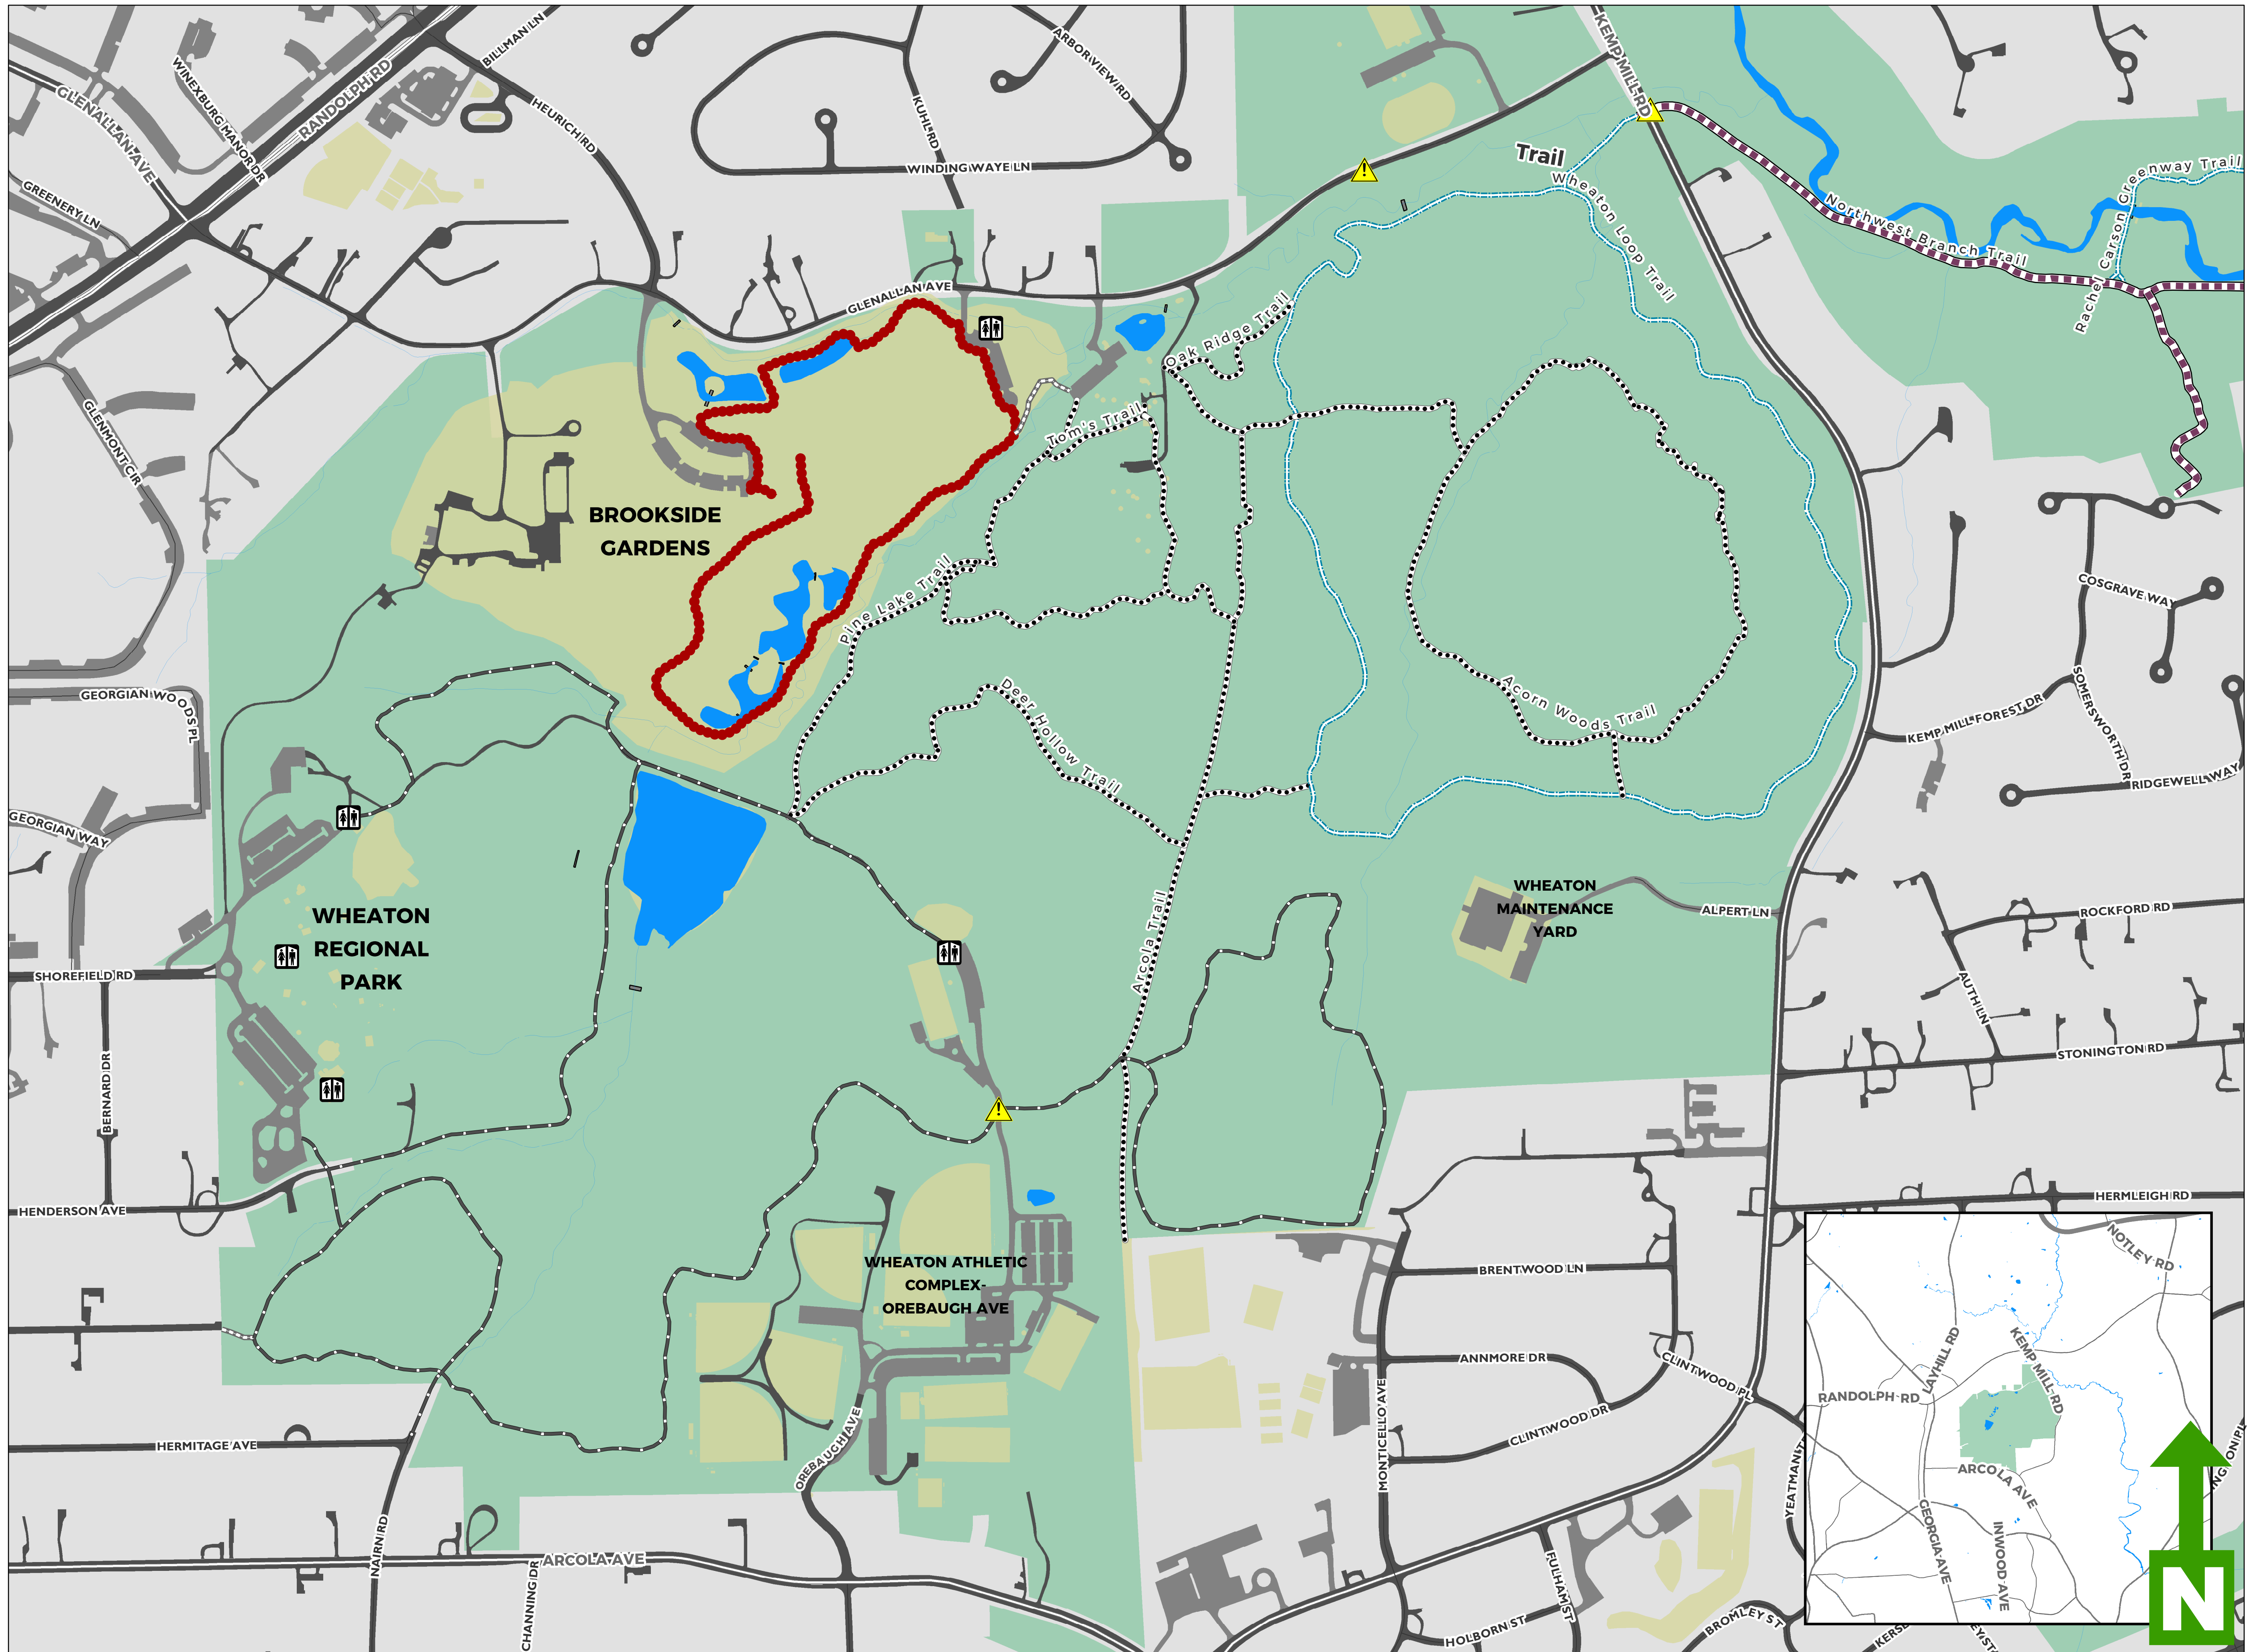 BILLMAN LN
WINEXBURG MANOR DR
GLENALLAN AVE
RANDOLPH RD
HEURICH RD
KUHL RD
ARBORVIEW RD
WINDING WAYE LN
KEMP MILL RD
Trail
Wheaton Loop Trail
Northwest Branch Trail
Rachel Carson Greenway Trail
GREENERY LN
GLENALLAN AVE
Oak Ridge Trail
Tom's Trail
GLENMONT CIR
BROOKSIDE
GARDENS
Pine Lake Trail
Deer Hollow Trail
Acorn Woods Trail
COSGRAVE WAY
SOMERSWORTH DR
KEMP MILL FOREST DR
RIDGEWELL WAY
GEORGIAN WOODS PL
GEORGIAN WAY
WHEATON
REGIONAL
PARK
SHOREFIELD RD
BERNARD DR
HENDERSON AVE
Arcola Trail
WHEATON
MAINTENANCE
YARD
ALPERT LN
ROCKFORD RD
AUTH LN
STONINGTON RD
HERMLEIGH RD
WHEATON ATHLETIC
COMPLEX-
OREBAUGH AVE
BRENTWOOD LN
ANNMORE DR
CLINTWOOD PL
CLINTWOOD DR
MONTICELLO AVE
OREBAUGH AVE
HERMITAGE AVE
NAIRN RD
ARCOLA AVE
CHANNING DR
FULHAM ST
HOLBORN ST
BROMLEY ST
NOTLEY RD
LAYHILL RD
KEMP MILL RD
RANDOLPH RD
ARCOLA AVE
GEORGIA AVE
INWOOD AVE
N